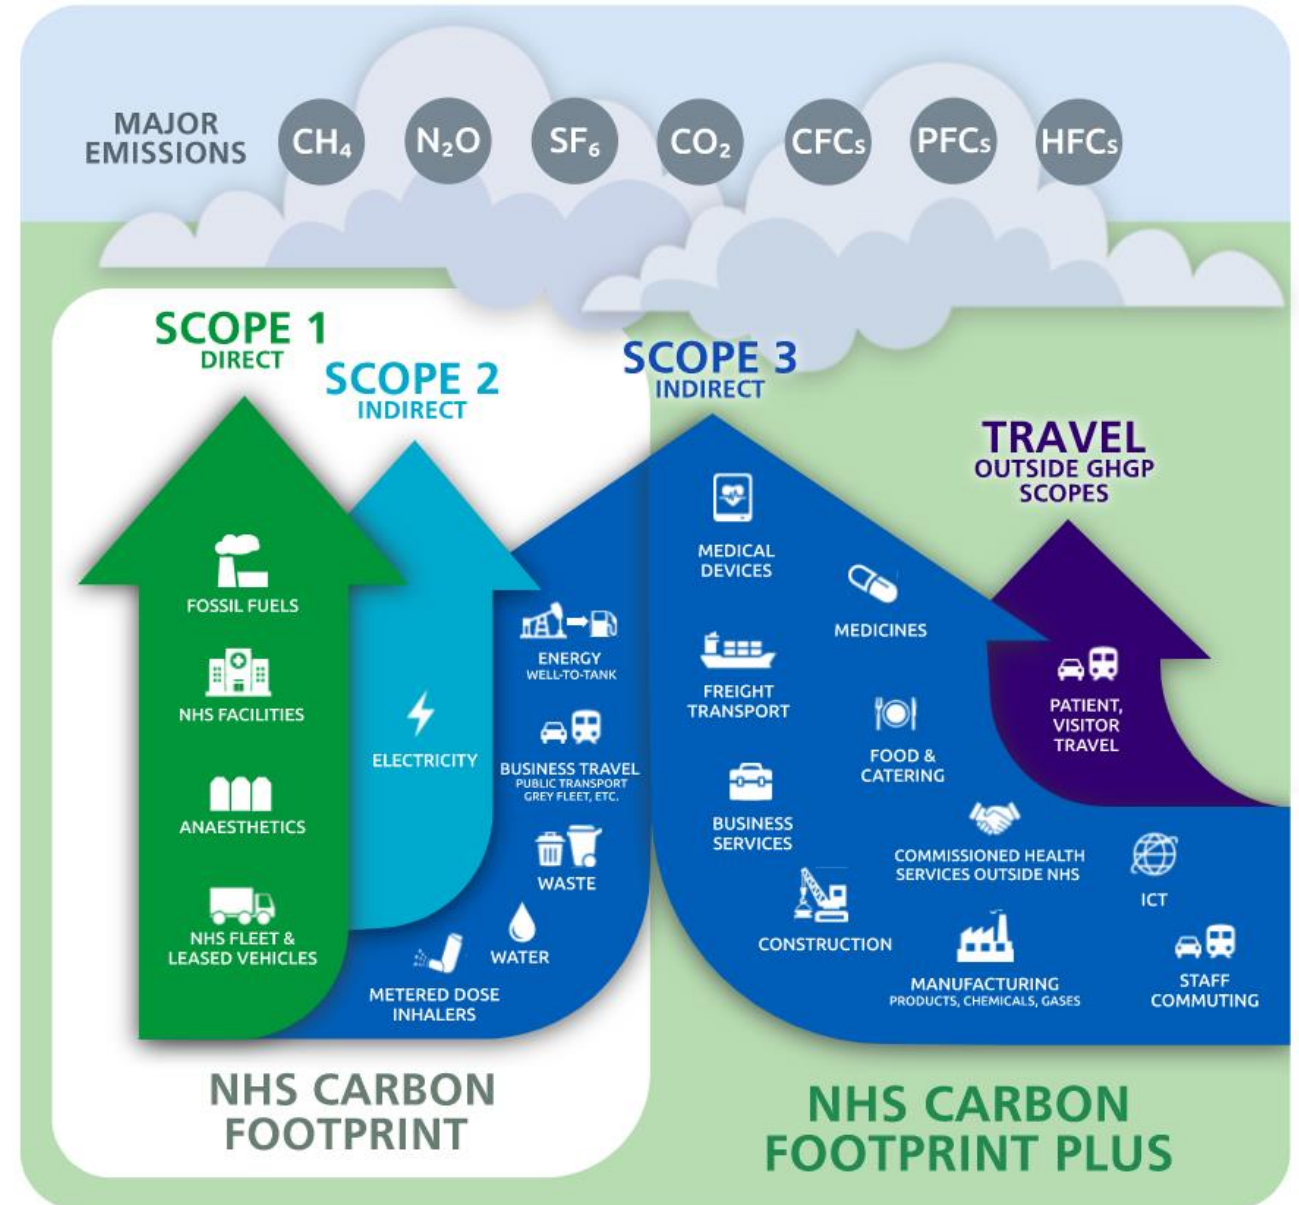 MAJOR
EMISSIONS
CH₄
N₂O
SF₆
CO₂
CFCs
PFCs
HFCs
SCOPE 1
DIRECT
SCOPE 2
INDIRECT
SCOPE 3
INDIRECT
TRAVEL
OUTSIDE GHGP
SCOPES
FOSSIL FUELS
NHS FACILITIES
ANAESTHETICS
NHS FLEET &
LEASED VEHICLES
ELECTRICITY
ENERGY
WELL-TO-TANK
BUSINESS TRAVEL
PUBLIC TRANSPORT
GREY FLEET, ETC.
WASTE
WATER
METERED DOSE
INHALERS
MEDICAL
DEVICES
MEDICINES
FREIGHT
TRANSPORT
FOOD &
CATERING
BUSINESS
SERVICES
COMMISSIONED HEALTH
SERVICES OUTSIDE NHS
CONSTRUCTION
MANUFACTURING
PRODUCTS, CHEMICALS, GASES
ICT
STAFF
COMMUTING
PATIENT,
VISITOR
TRAVEL
NHS CARBON
FOOTPRINT
NHS CARBON
FOOTPRINT PLUS